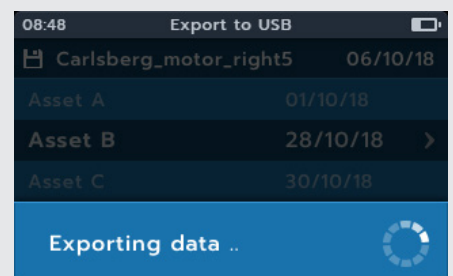 08:48 Export to USB
Carlsberg_motor_right5 06/10/18
Asset A 01/10/18
Asset B 28/10/18 >
Asset C 30/10/18
Exporting data ..